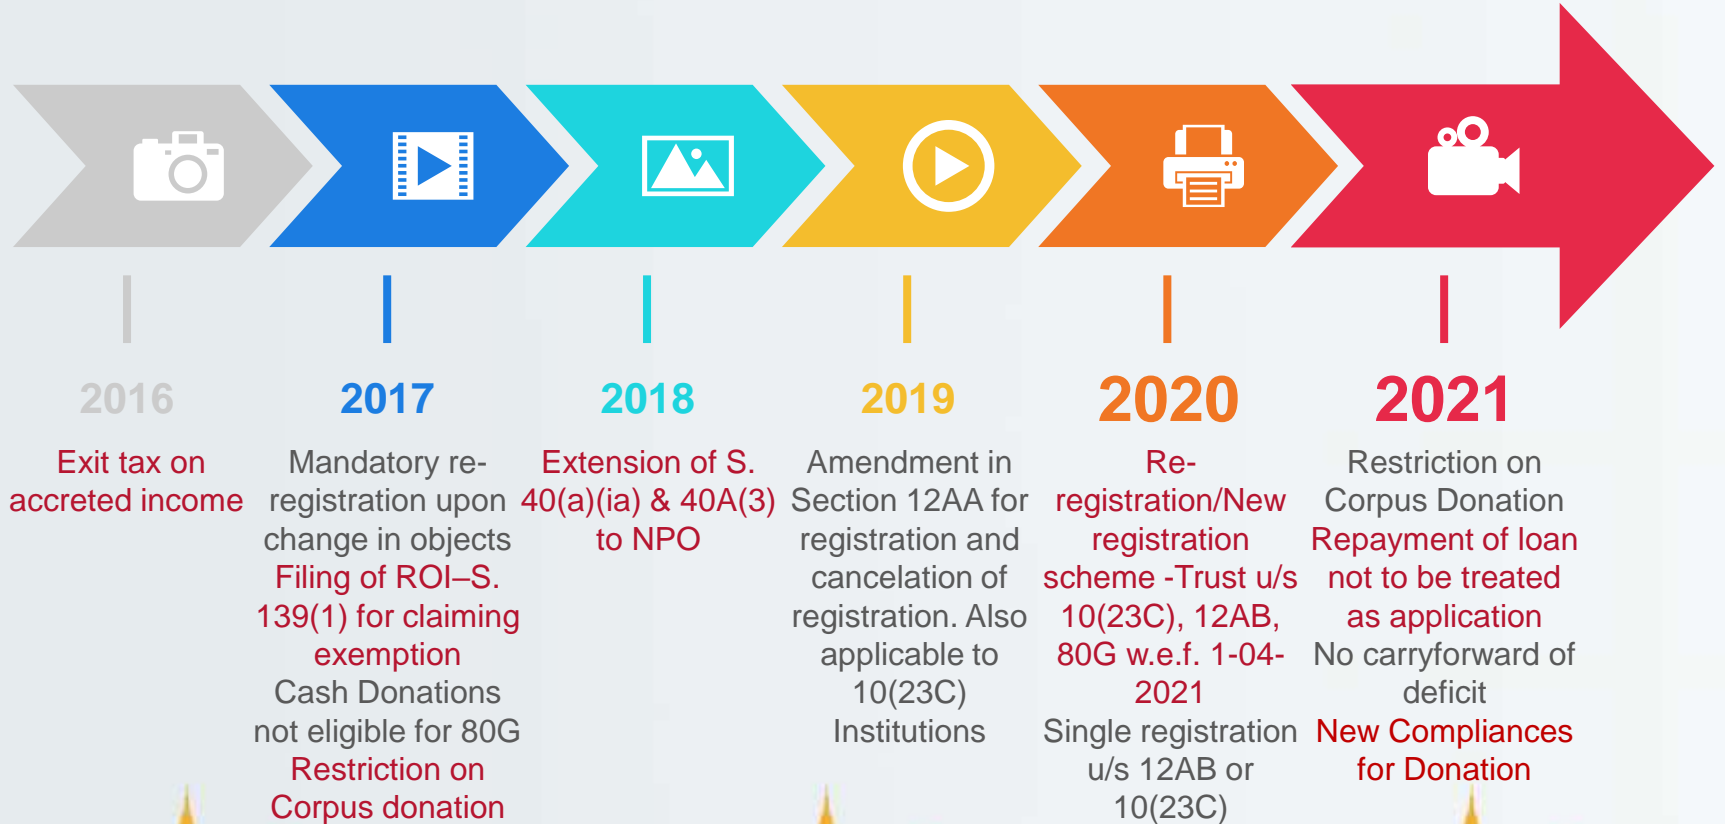 2016
Exit tax on
accreted income
2017
Mandatory re-
registration upon
change in objects
Filing of ROI–S.
139(1) for claiming
exemption
Cash Donations
not eligible for 80G
Restriction on
Corpus donation
2018
Extension of S.
40(a)(ia) & 40A(3)
to NPO
2019
Amendment in
Section 12AA for
registration and
cancelation of
registration. Also
applicable to
10(23C)
Institutions
2020
Re-
registration/New
registration
scheme -Trust u/s
10(23C), 12AB,
80G w.e.f. 1-04-
2021
Single registration
u/s 12AB or
10(23C)
2021
Restriction on
Corpus Donation
Repayment of loan
not to be treated
as application
No carryforward of
deficit
New Compliances
for Donation